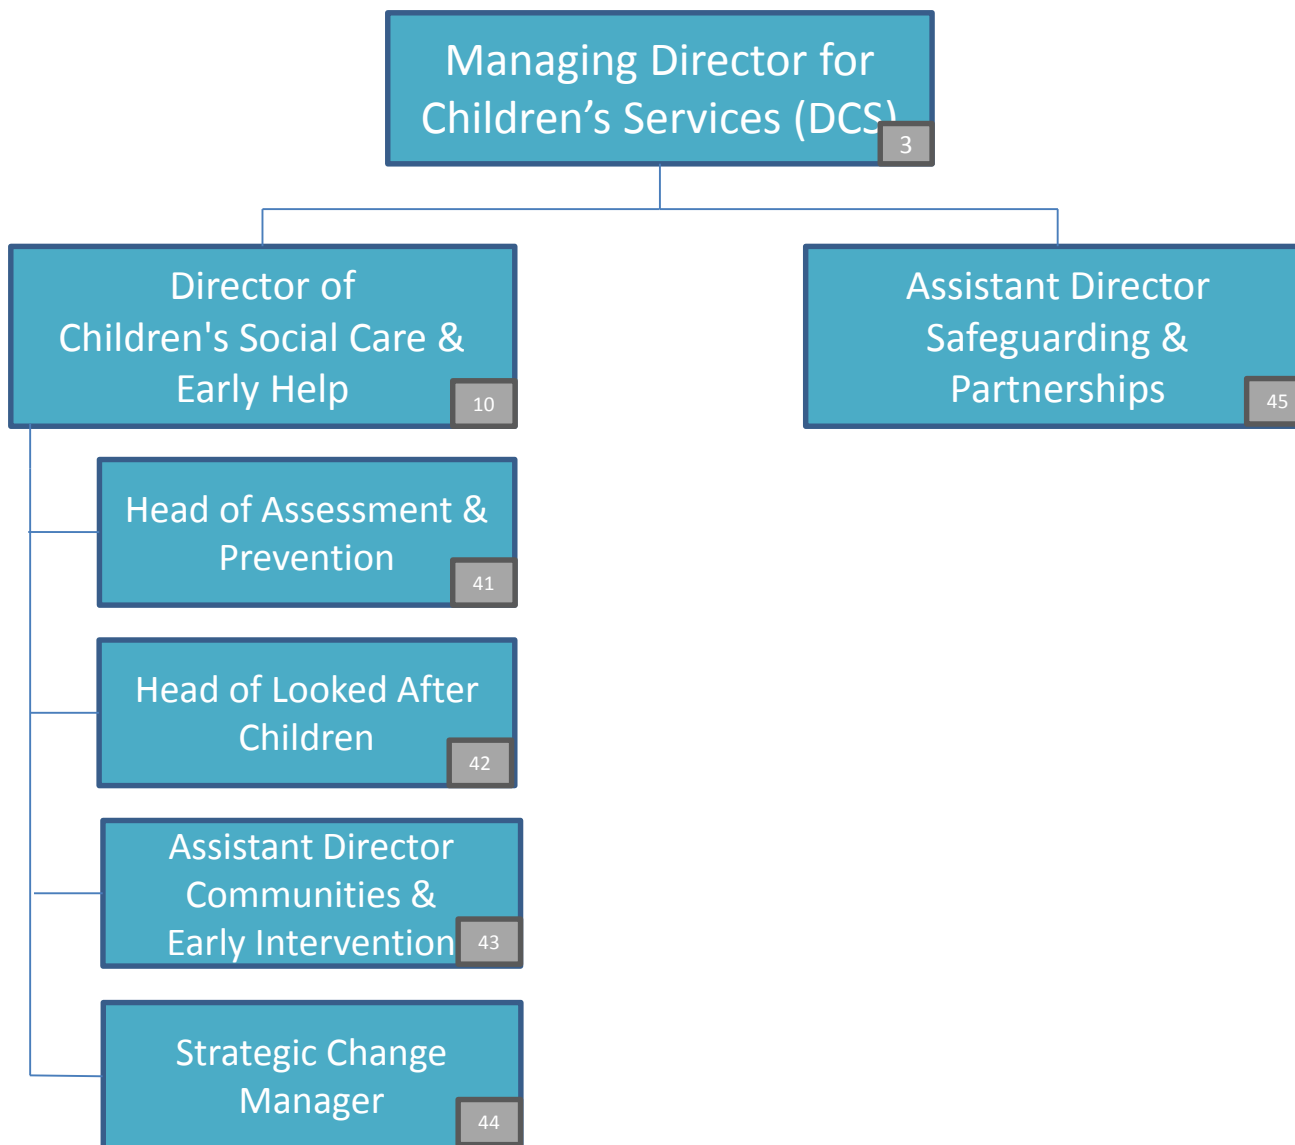 Managing Director for
Children’s Services (DCS)
3
Director of
Children's Social Care &
Early Help
10
Assistant Director
Safeguarding &
Partnerships
45
Head of Assessment &
Prevention
41
Head of Looked After
Children
42
Assistant Director
Communities &
Early Intervention
43
Strategic Change
Manager
44